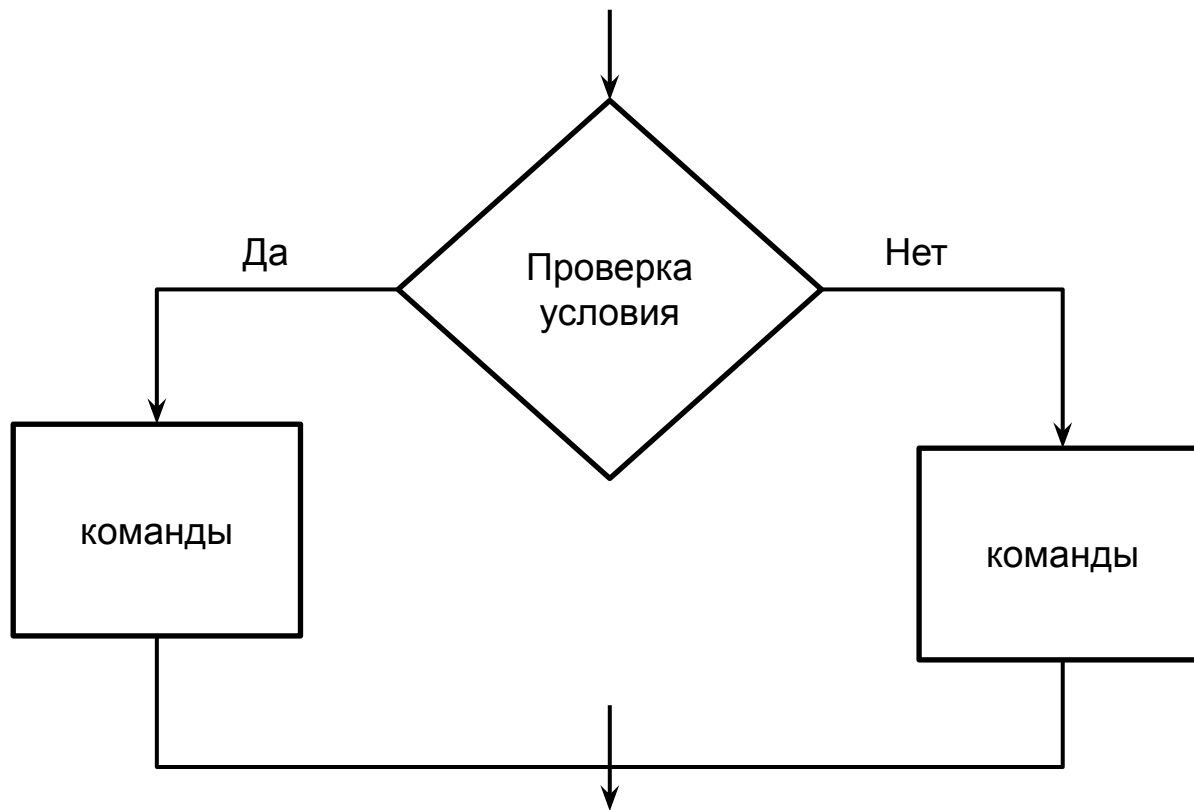 Да
Нет
Проверка
условия
команды
команды